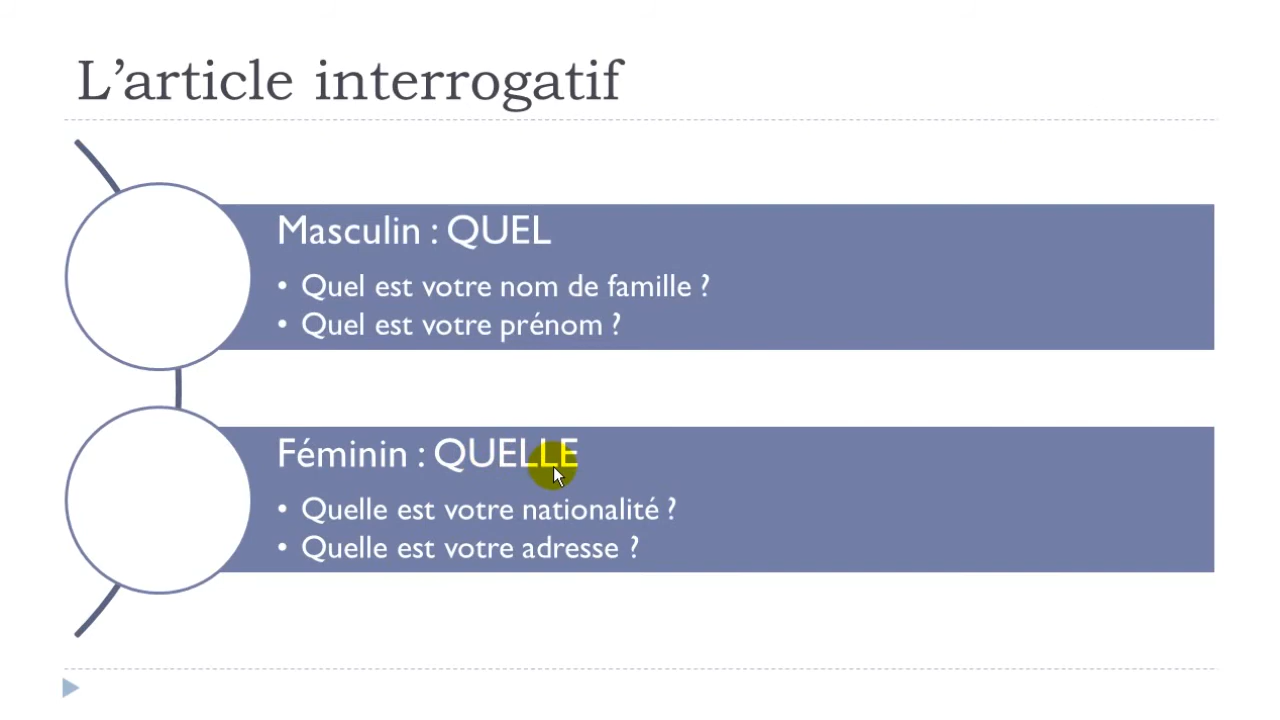 L’article interrogatif
Masculin : QUEL
• Quel est votre nom de famille ?
• Quel est votre prénom ?
Féminin : QUELLE
• Quelle est votre nationalité ?
• Quelle est votre adresse ?